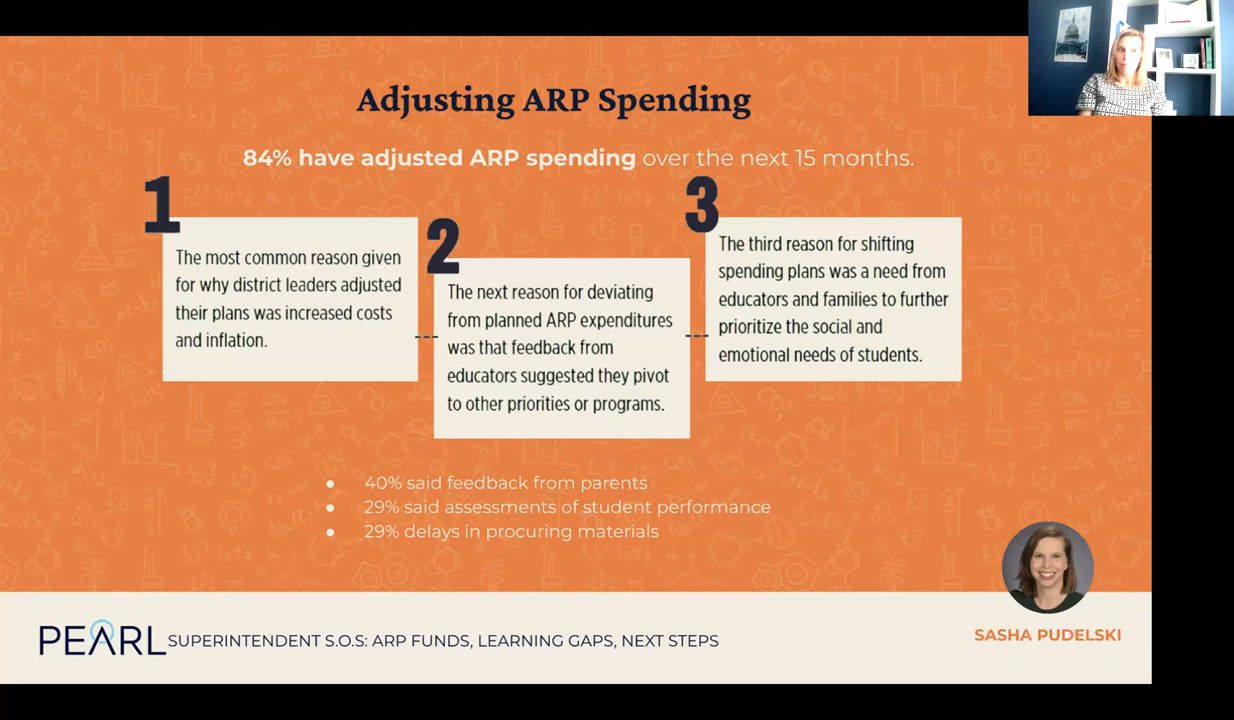 Adjusting ARP Spending
84% have adjusted ARP spending over the next 15 months.
1
The most common reason given
for why district leaders adjusted
their plans was increased costs
and inflation.
2
The next reason for deviating
from planned ARP expenditures
was that feedback from
educators suggested they pivot
to other priorities or programs.
3
The third reason for shifting
spending plans was a need from
educators and families to further
prioritize the social and
emotional needs of students.
● 40% said feedback from parents
● 29% said assessments of student performance
● 29% delays in procuring materials
PEARL SUPERINTENDENT S.O.S: ARP FUNDS, LEARNING GAPS, NEXT STEPS
SASHA PUDELSKI